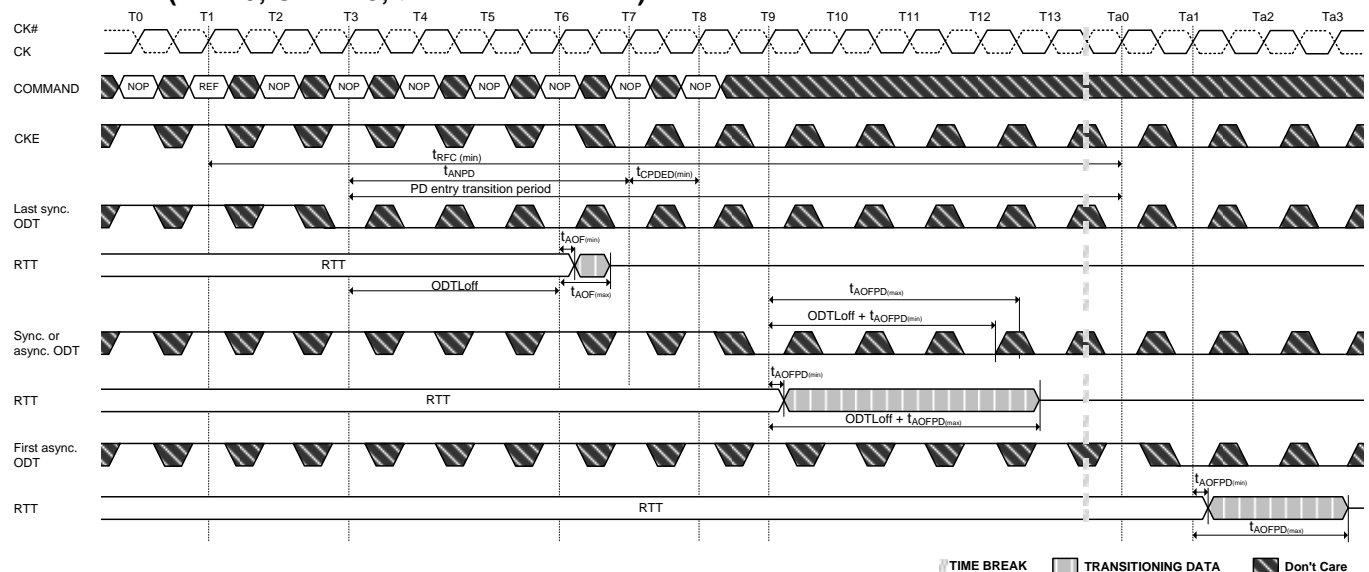 T0 T1 T2 T3 T4 T5 T6 T7 T8 T9 T10 T11 T12 T13 Ta0 Ta1 Ta2 Ta3
CK#
CK
COMMAND NOP REF NOP NOP NOP NOP NOP NOP NOP
CKE
tRFC (min)
tANPD tCPDED(min)
PD entry transition period
Last sync.
ODT
tAOF(min)
RTT RTT
ODTLoff tAOF(max)
tAOFPD(max)
ODTLoff + tAOFPD(min)
Sync. or
async. ODT
tAOFPD(min)
RTT RTT
ODTLoff + tAOFPD(max)
First async.
ODT
tAOFPD(min)
RTT RTT
tAOFPD(max)
TIME BREAK TRANSITIONING DATA Don't Care